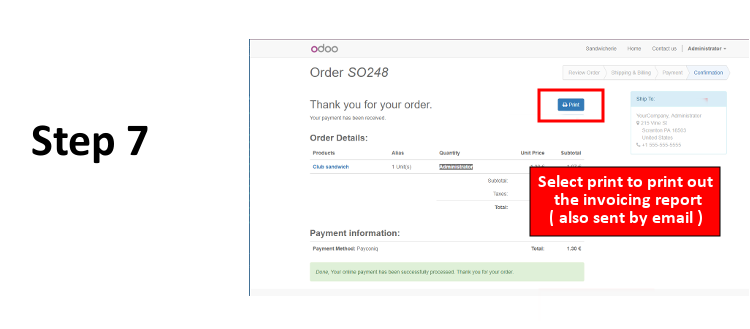 Step 7
odoo
Sandwicherie Home Contact us Administrator
Order SO248
Review Order Shipping & Billing Payment Confirmation
Thank you for your order.
Your payment has been received.
Print
Ship To:
YourCompany, Administrator
215 Vine St
Scranton PA 18503
United States
+1 555-555-5555
Order Details:
Products Alias Quantity Unit Price Subtotal
Club sandwich 1 Unit(s) Administrator
Subtotal:
Taxes:
Total:
Select print to print out
the invoicing report
( also sent by email )
Payment information:
Payment Method: Payconiq Total: 1.00 €
Done, Your online payment has been successfully processed. Thank you for your order.